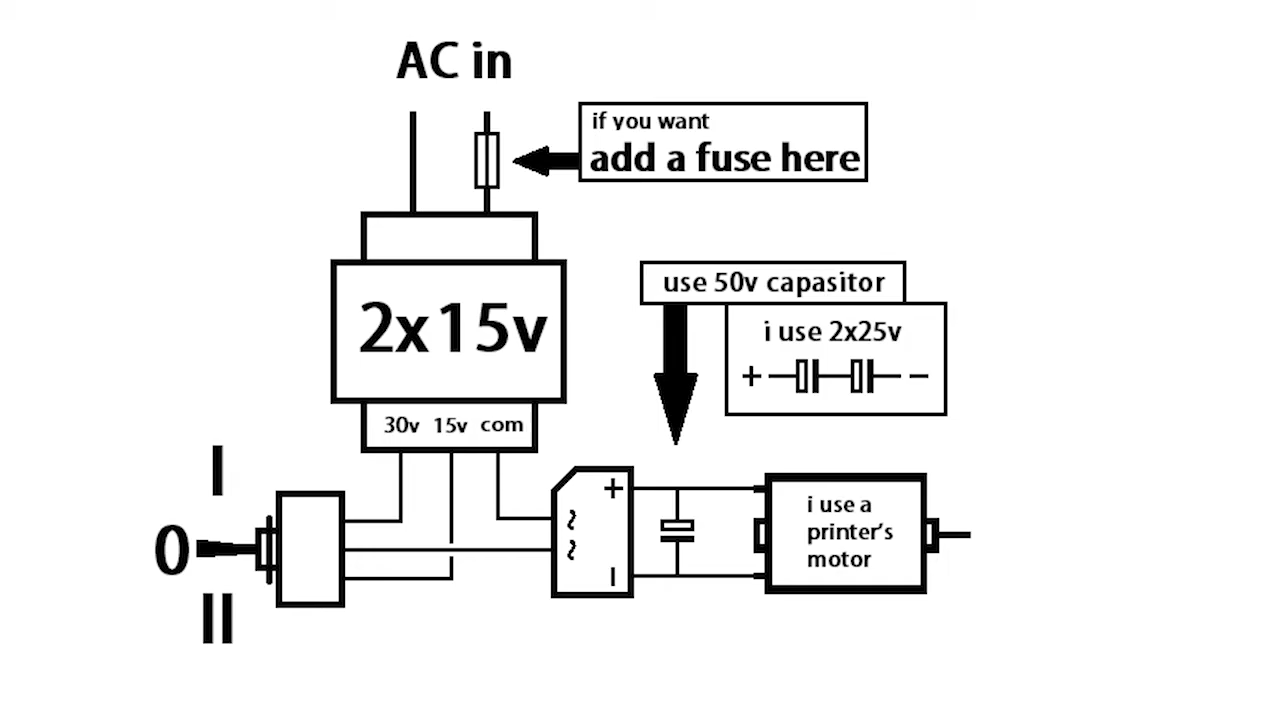 AC in
if you want
add a fuse here
2x15v
use 50v capasitor
i use 2x25v
+ –
30v 15v com
I
0
II
+
~
~
–
i use a
printer's
motor